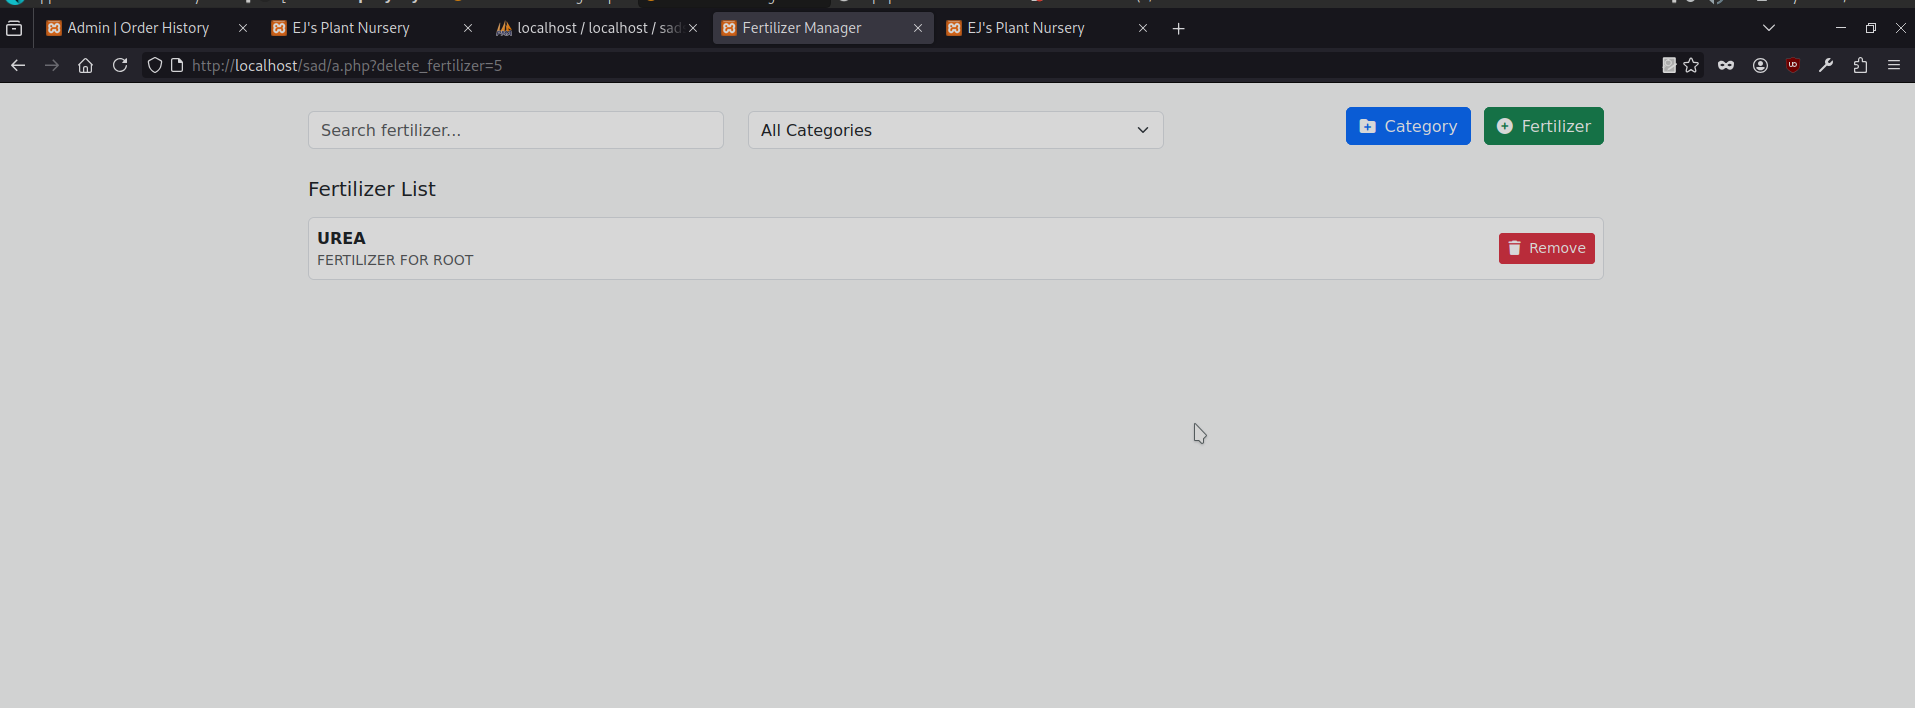 Admin | Order History
EJ's Plant Nursery
localhost / localhost / sad
Fertilizer Manager
EJ's Plant Nursery
http://localhost/sad/a.php?delete_fertilizer=5
Search fertilizer...
All Categories
Category
Fertilizer
Fertilizer List
UREA
FERTILIZER FOR ROOT
Remove